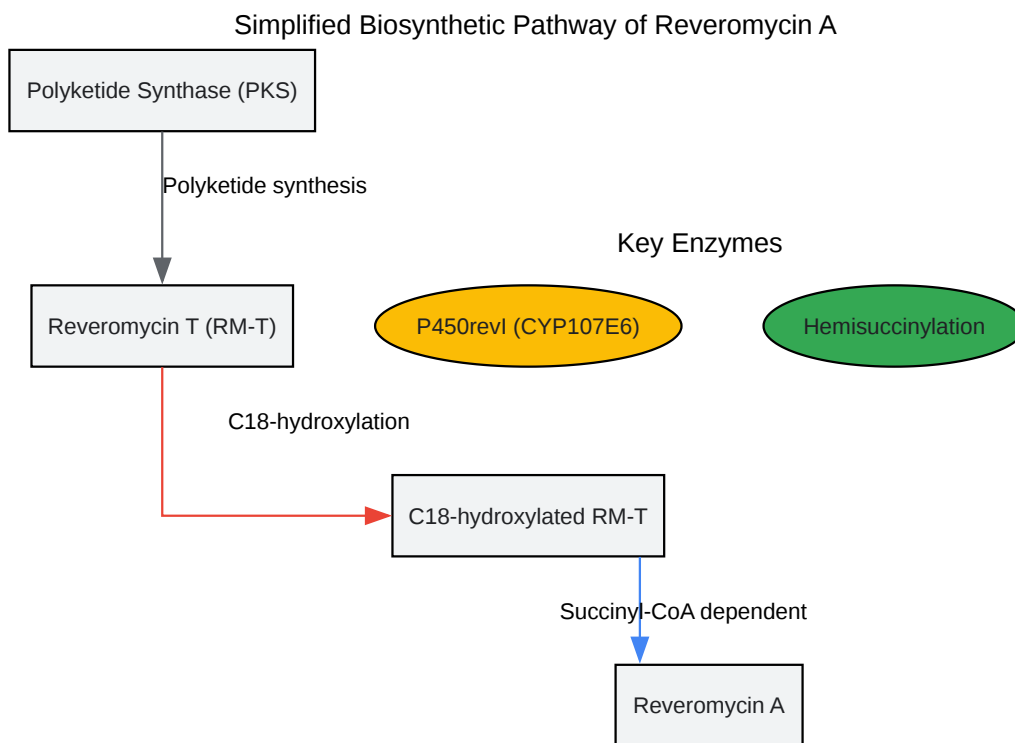 Simplified Biosynthetic Pathway of Reveromycin A
Polyketide Synthase (PKS)
Polyketide synthesis
Key Enzymes
Reveromycin T (RM-T)
P450revI (CYP107E6)
Hemisuccinylation
C18-hydroxylation
C18-hydroxylated RM-T
Succinyl-CoA dependent
Reveromycin A